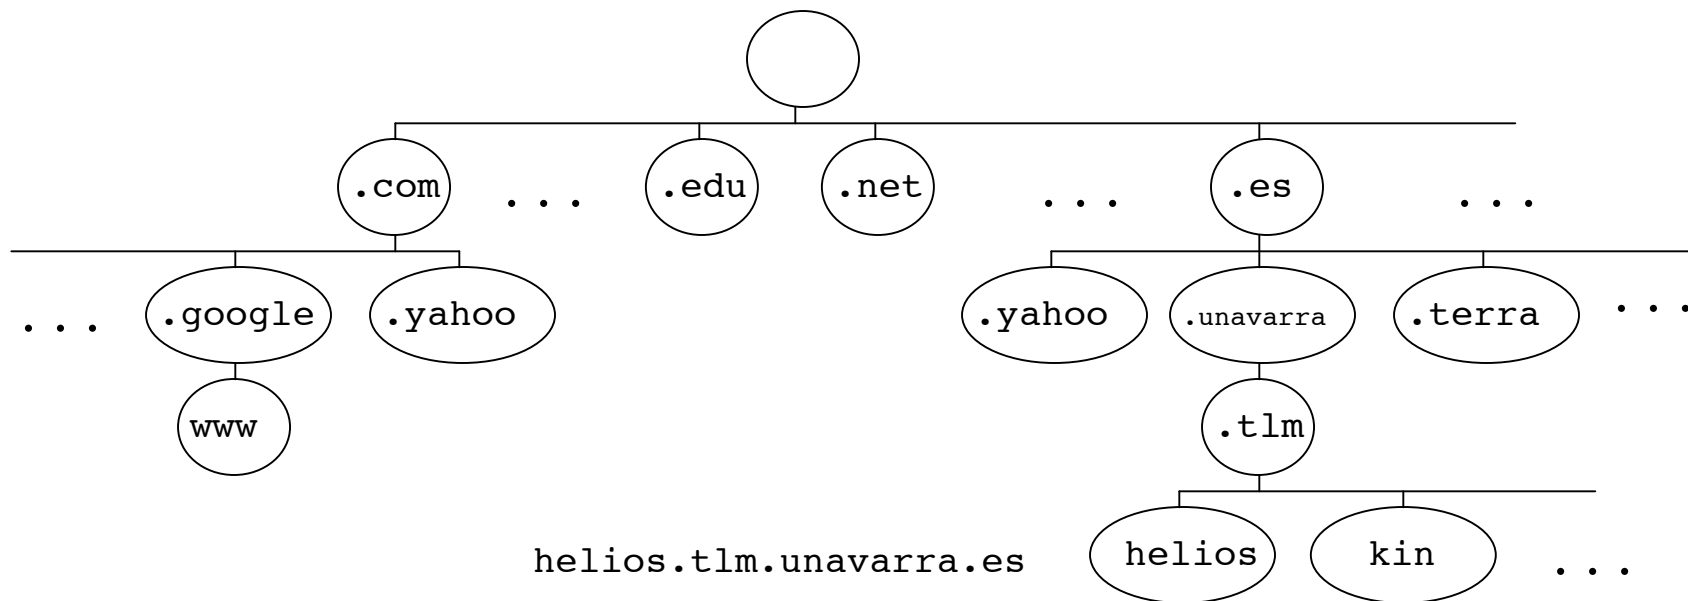 .com ... .edu .net ... .es ...
... .google .yahoo .yahoo .unavarra .terra ...
www .tlm
helios.tlm.unavarra.es helios kin ...